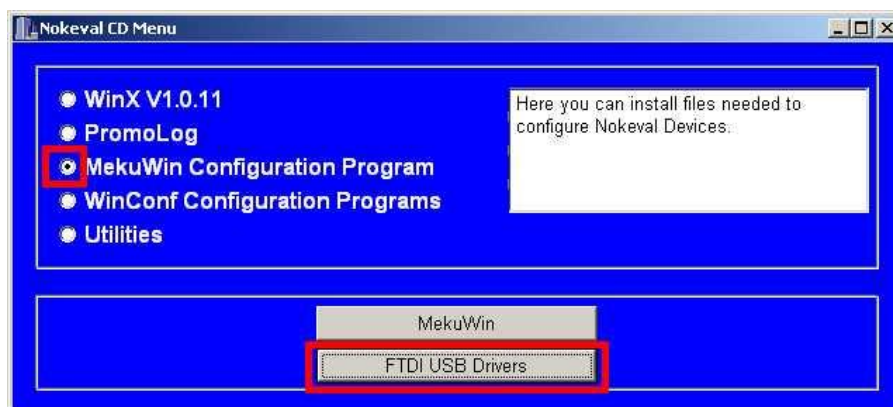 Nokeval CD Menu
WinX V1.0.11
PromoLog
MekuWin Configuration Program
WinConf Configuration Programs
Utilities
Here you can install files needed to
configure Nokeval Devices.
MekuWin
FTDI USB Drivers